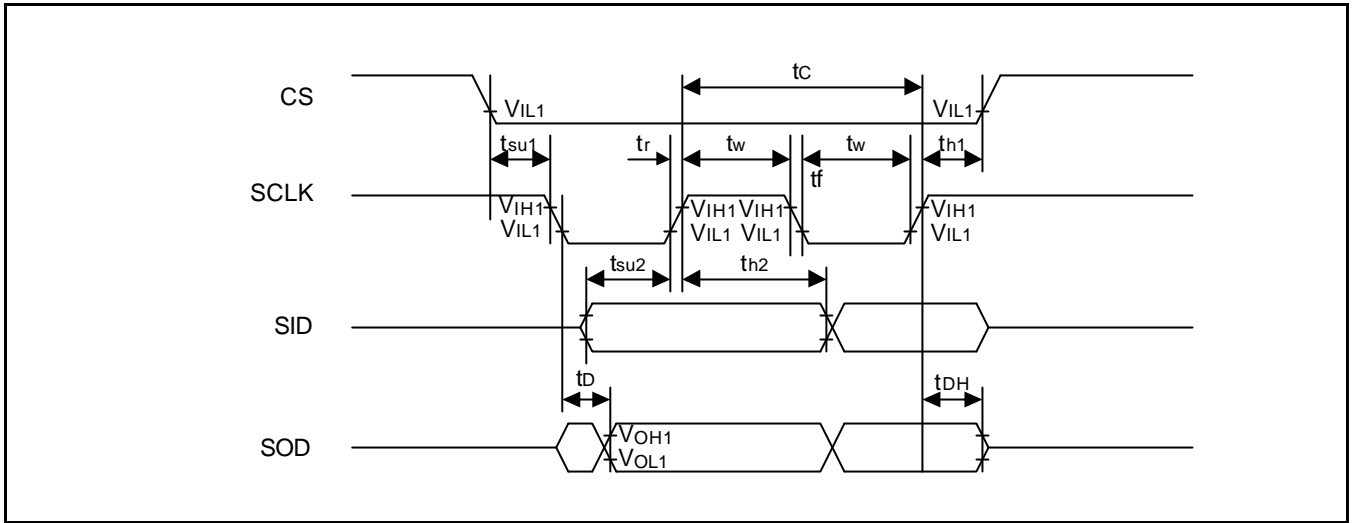 tC
CS
VIL1 VIL1
tsu1 tr tw tw th1
tf
SCLK
VIH1 VIH1 VIH1 VIH1
VIL1 VIL1 VIL1 VIL1
tsu2 th2
SID
tD tDH
VOH1
SOD
VOL1